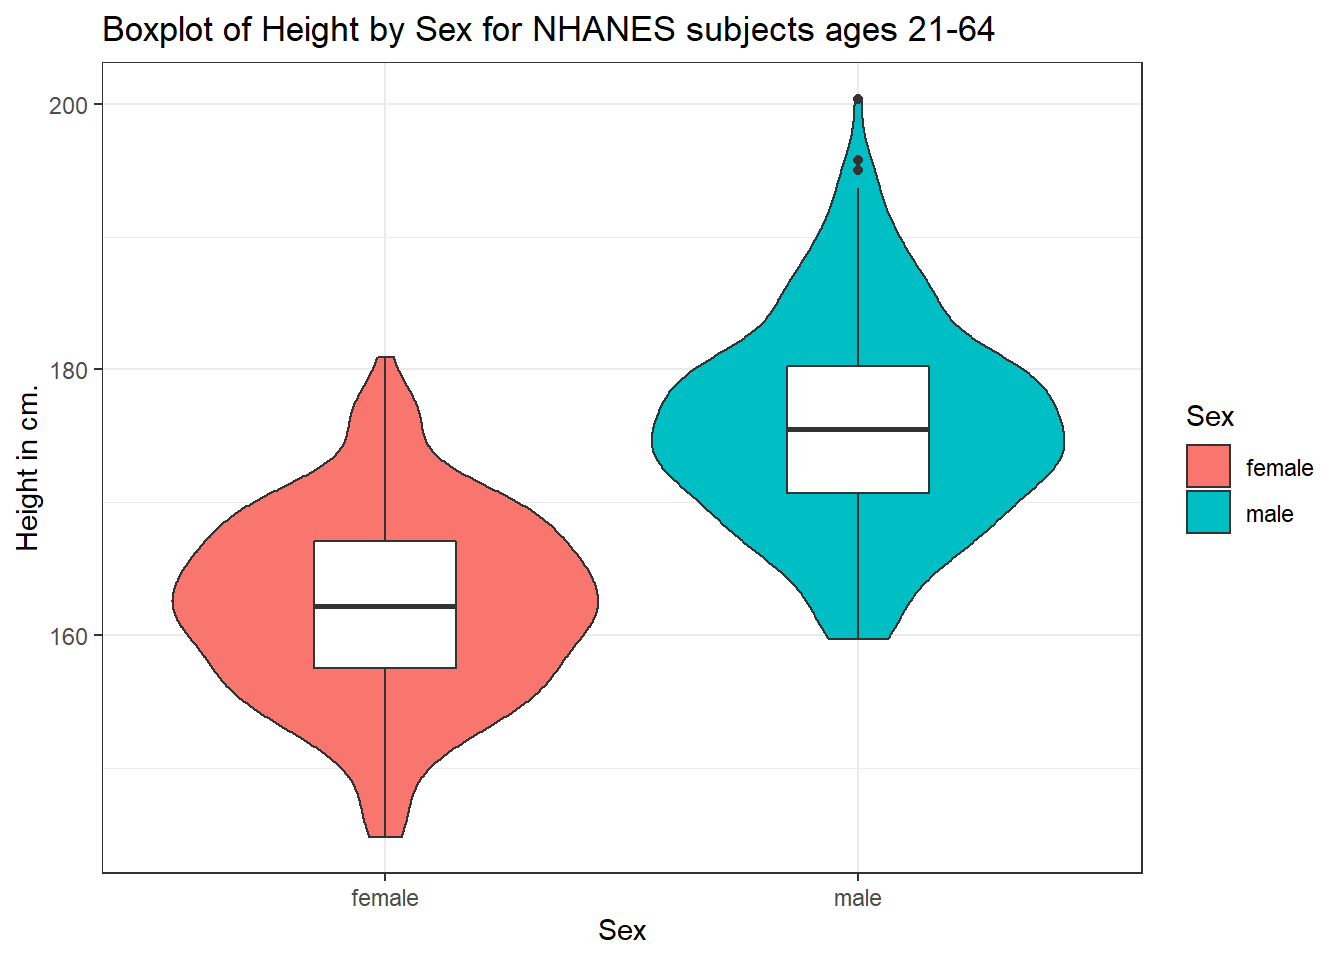 Boxplot of Height by Sex for NHANES subjects ages 21-64
200
180
160
Height in cm.
female
male
Sex
Sex
female
male